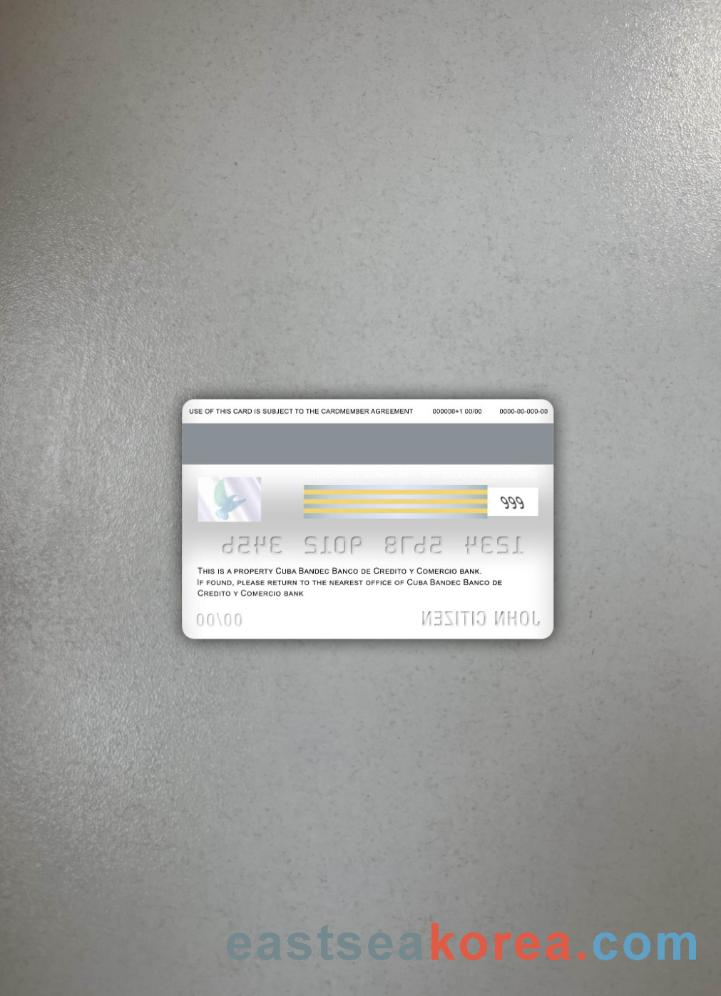 USE OF THIS CARD IS SUBJECT TO THE CARDMEMBER AGREEMENT 000000+1 00/00 0000-00-000-00
999
1234 5678 9012 3456
THIS IS A PROPERTY CUBA BANDEC BANCO DE CREDITO Y COMERCIO BANK.
IF FOUND, PLEASE RETURN TO THE NEAREST OFFICE OF CUBA BANDEC BANCO DE
CREDITO Y COMERCIO BANK
00/00 JOHN CITIZEN
eastseakorea.com